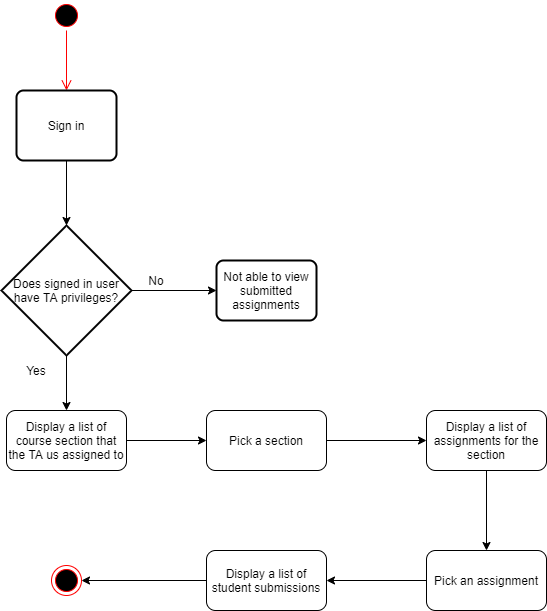 Sign in
Does signed in user
have TA privileges?
No
Not able to view
submitted
assignments
Yes
Display a list of
course section that
the TA us assigned to
Pick a section
Display a list of
assignments for the
section
Display a list of
student submissions
Pick an assignment